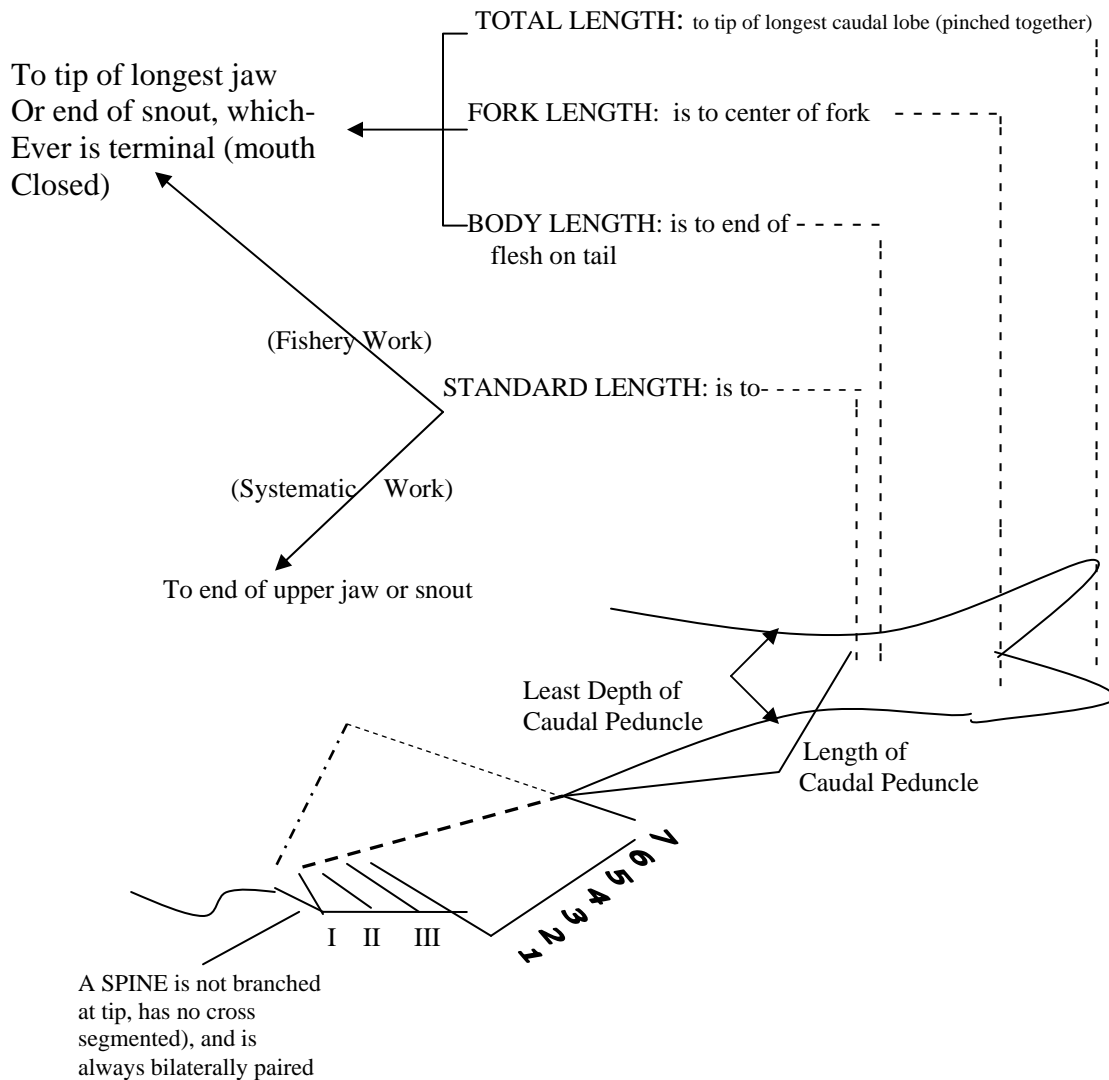 TOTAL LENGTH: to tip of longest caudal lobe (pinched together)
To tip of longest jaw
Or end of snout, which-
Ever is terminal (mouth
Closed)
FORK LENGTH: is to center of fork
BODY LENGTH: is to end of
flesh on tail
(Fishery Work)
STANDARD LENGTH: is to
(Systematic Work)
To end of upper jaw or snout
Least Depth of
Caudal Peduncle
Length of
Caudal Peduncle
1 2 3 4 5 6 7
I II III
A SPINE is not branched
at tip, has no cross
segmented), and is
always bilaterally paired